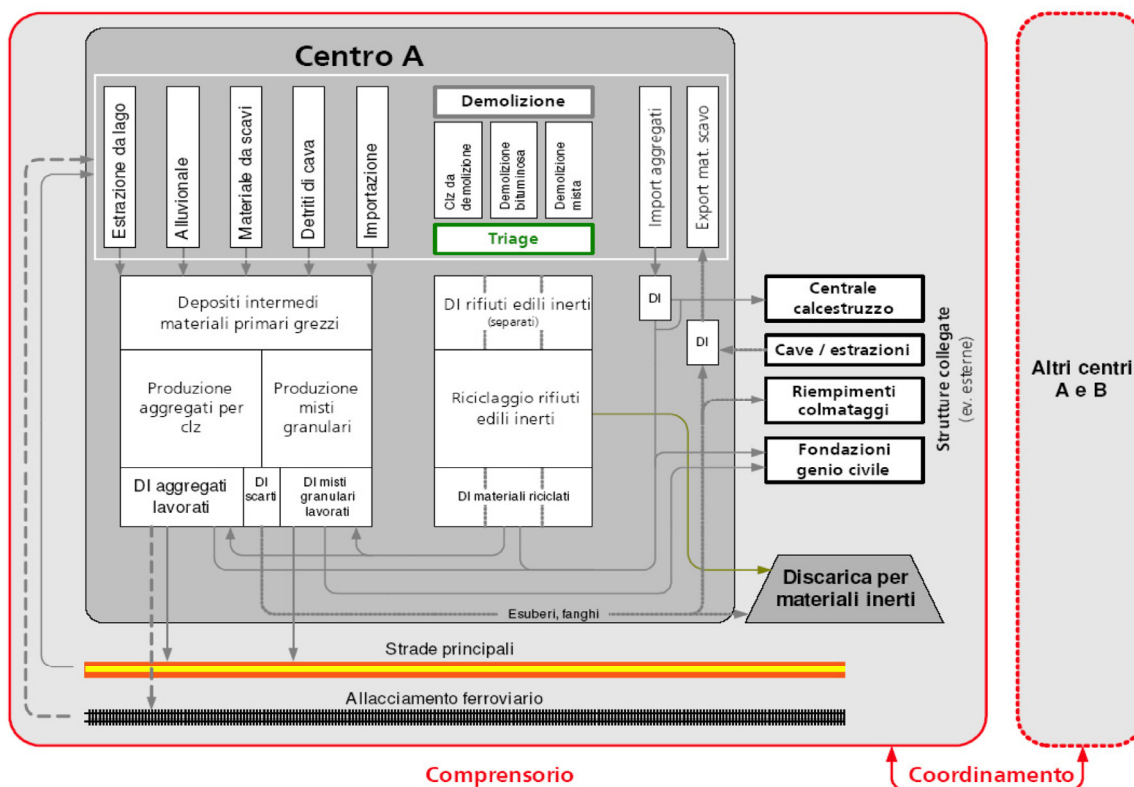 Centro A
Estrazione da lago
Alluvionale
Materiale da scavi
Detriti di cava
Importazione
Demolizione
Clz da
demolizione
Demolizione
bituminosa
Demolizione
mista
Triage
Import aggregati
Export mat. scavo
Depositi intermedi
materiali primari grezzi
DI rifiuti edili inerti
(separati)
DI
DI
Produzione
aggregati per
clz
Produzione
misti
granulari
Riciclaggio rifiuti
edili inerti
DI aggregati
lavorati
DI
scarti
DI misti
granulari
lavorati
DI materiali riciclati
Centrale
calcestruzzo
Cave / estrazioni
Riempimenti
colmataggi
Fondazioni
genio civile
Strutture collegate
(ev. esterne)
Altri centri
A e B
Discarica per
materiali inerti
Esuberi, fanghi
Strade principali
Allacciamento ferroviario
Comprensorio
Coordinamento